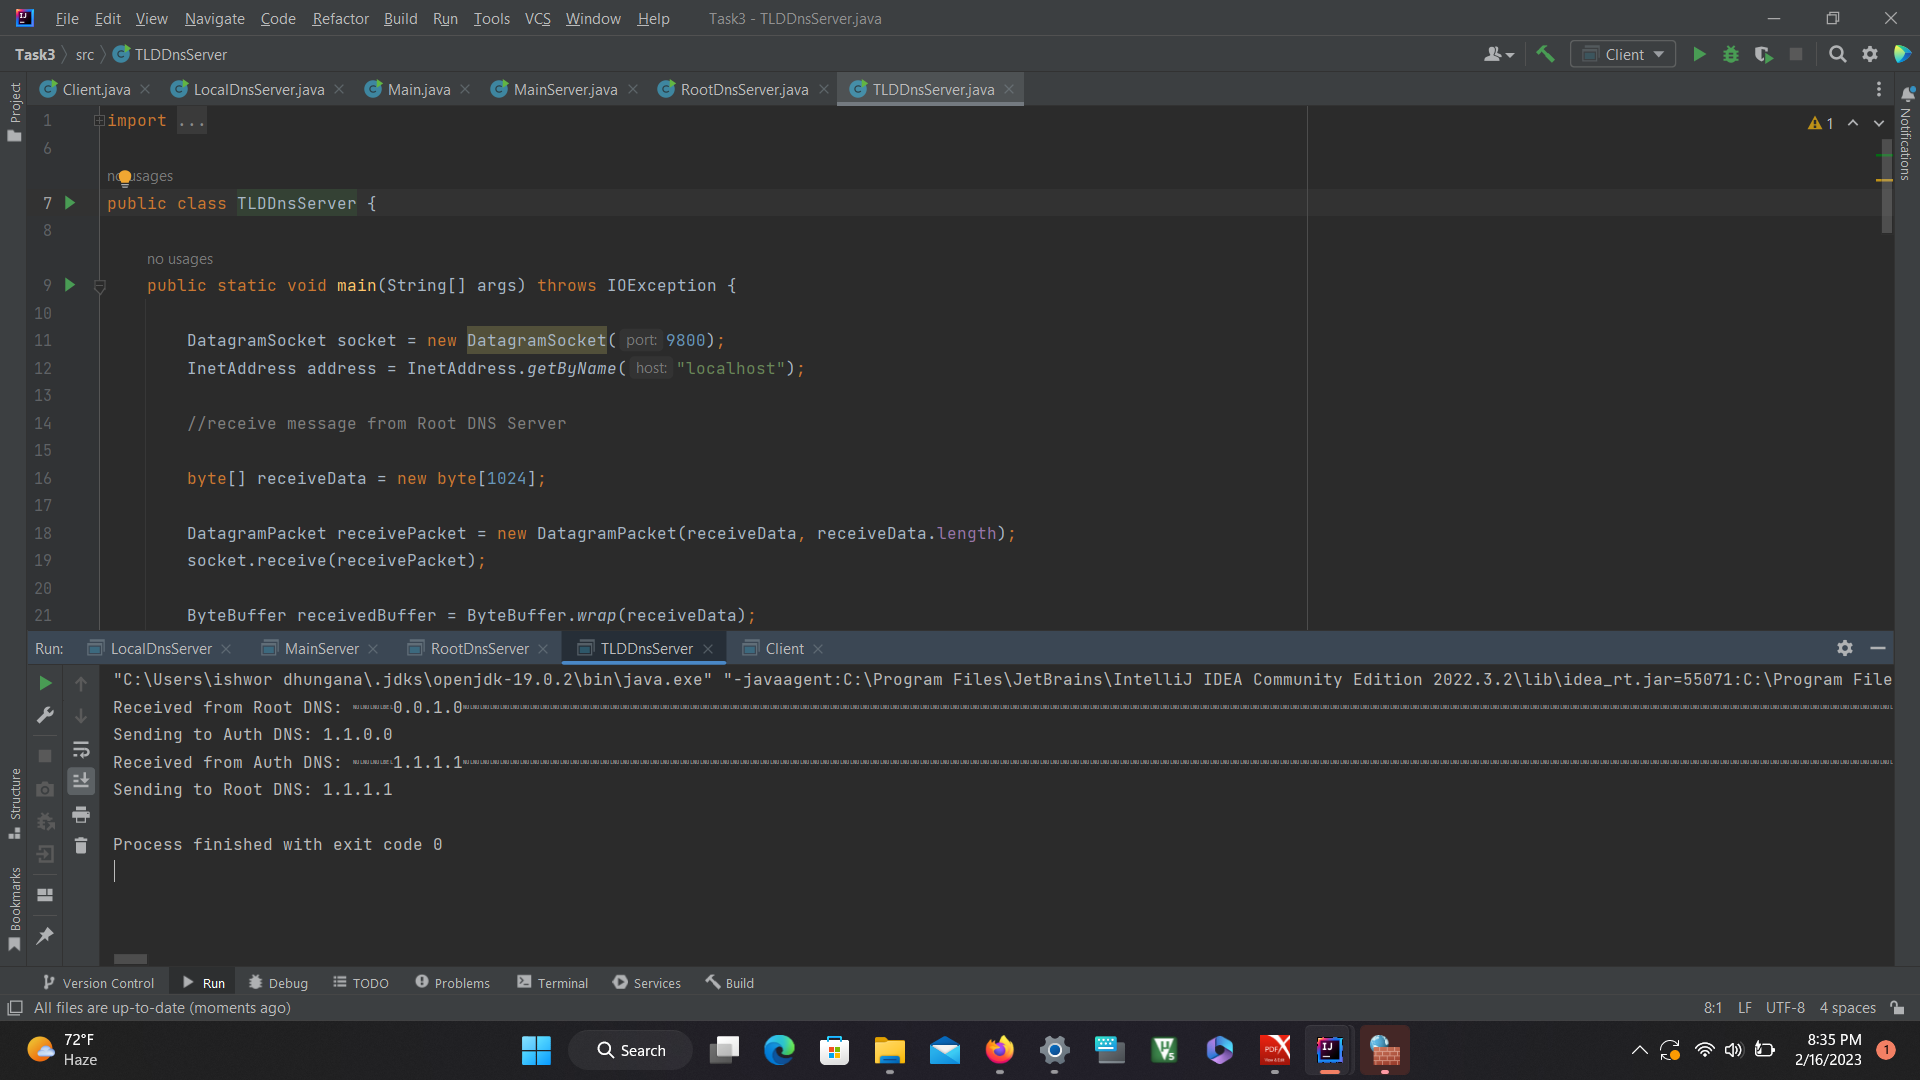 File Edit View Navigate Code Refactor Build Run Tools VCS Window Help Task3 - TLDDnsServer.java
Task3 src TLDDnsServer Client
Client.java LocalDnsServer.java Main.java MainServer.java RootDnsServer.java TLDDnsServer.java
Project
Notifications
1 import ...
1
6
no usages
7 public class TLDDnsServer {
8
no usages
9 public static void main(String[] args) throws IOException {
10
11 DatagramSocket socket = new DatagramSocket( port: 9800);
12 InetAddress address = InetAddress.getByName( host: "localhost");
13
14 //receive message from Root DNS Server
15
16 byte[] receiveData = new byte[1024];
17
18 DatagramPacket receivePacket = new DatagramPacket(receiveData, receiveData.length);
19 socket.receive(receivePacket);
20
21 ByteBuffer receivedBuffer = ByteBuffer.wrap(receiveData);
Run: LocalDnsServer MainServer RootDnsServer TLDDnsServer Client
"C:\Users\ishwor dhungana\.jdks\openjdk-19.0.2\bin\java.exe" "-javaagent:C:\Program Files\JetBrains\IntelliJ IDEA Community Edition 2022.3.2\lib\idea_rt.jar=55071:C:\Program File
Received from Root DNS: 0.0.1.0
Sending to Auth DNS: 1.1.0.0
Received from Auth DNS: 1.1.1.1
Sending to Root DNS: 1.1.1.1
Process finished with exit code 0
Structure
Bookmarks
Version Control Run Debug TODO Problems Terminal Services Build
All files are up-to-date (moments ago) 8:1 LF UTF-8 4 spaces
72°F
Haze
Search
8:35 PM
2/16/2023
1